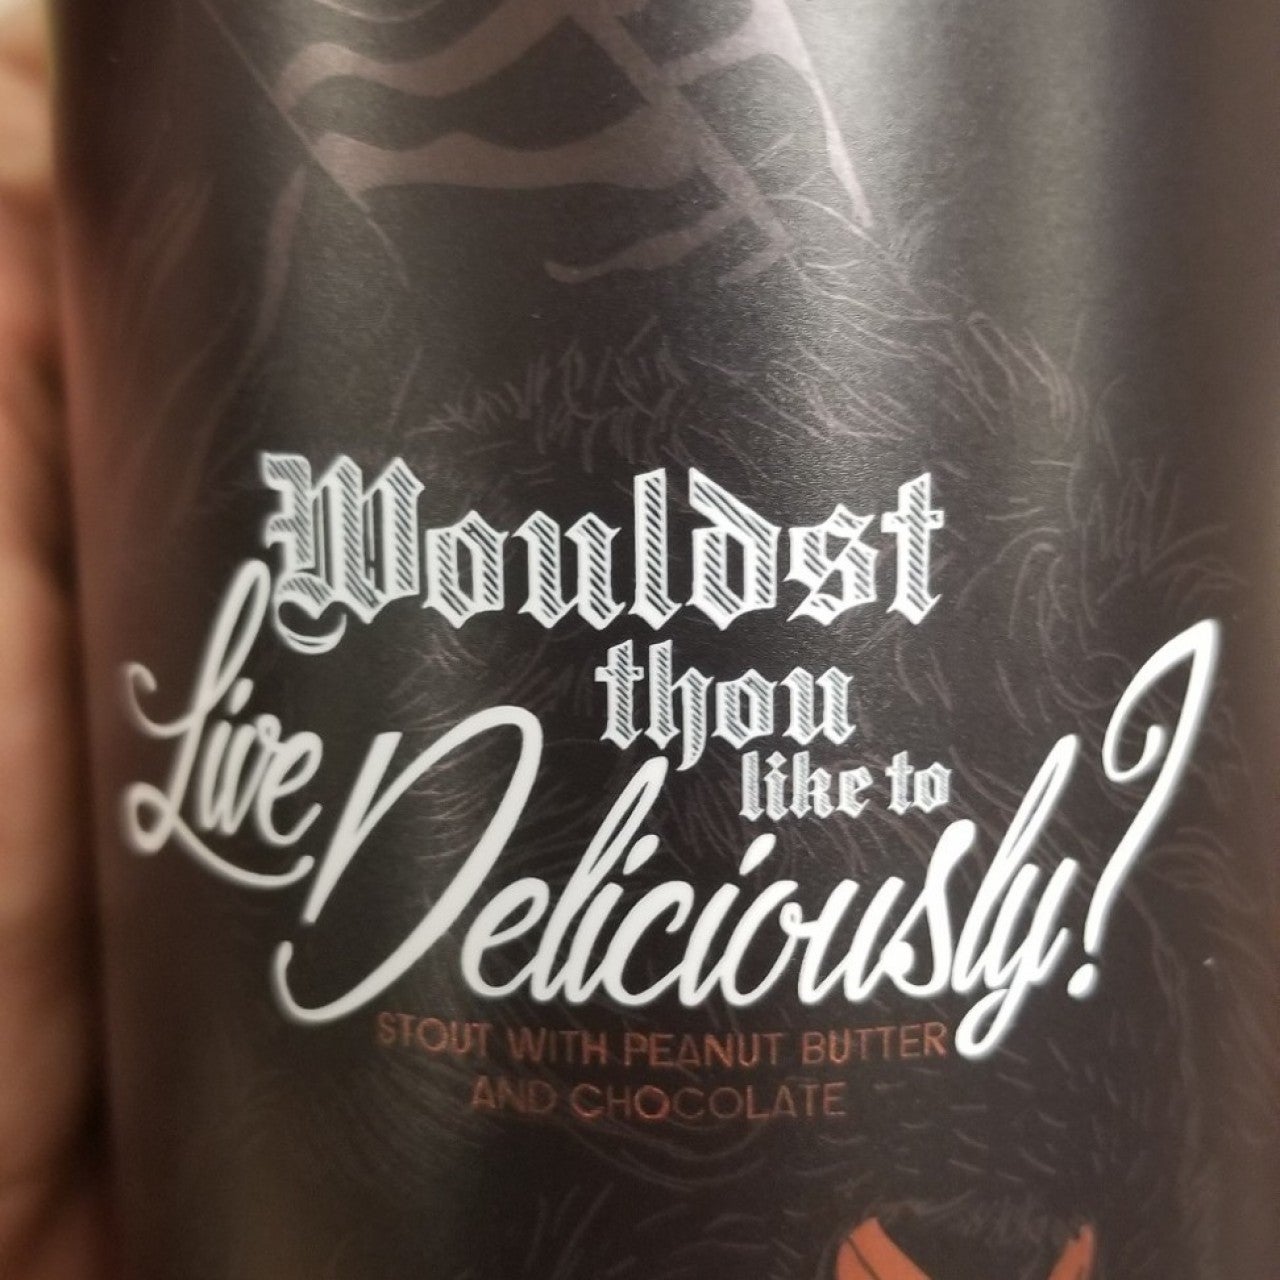 Wouldst
thou
like to
Live Deliciously?
STOUT WITH PEANUT BUTTER
AND CHOCOLATE